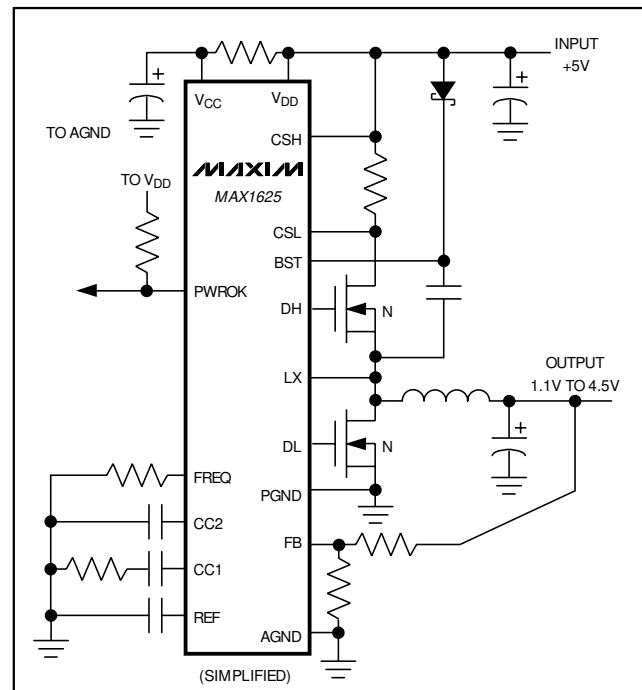 INPUT
+5V
+
+
VCC
VDD
TO AGND
CSH
MAXIM
MAX1625
TO VDD
CSL
BST
PWROK
DH
N
LX
OUTPUT
1.1V TO 4.5V
+
DL
N
FREQ
PGND
CC2
FB
CC1
REF
AGND
(SIMPLIFIED)